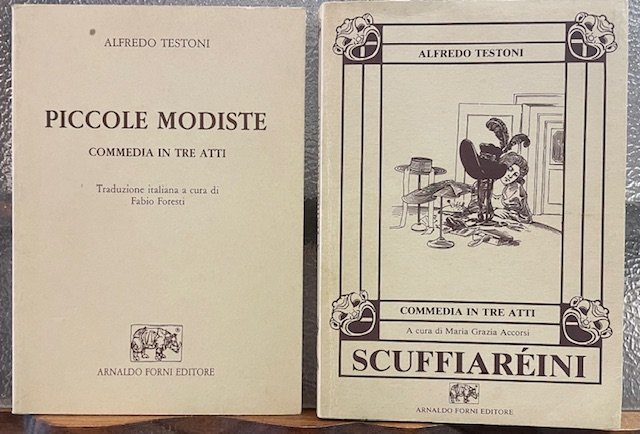 ALFREDO TESTONI
PICCOLE MODISTE
COMMEDIA IN TRE ATTI
Traduzione italiana a cura di
Fabio Foresti
ARNALDO FORNI EDITORE
ALFREDO TESTONI
COMMEDIA IN TRE ATTI
A cura di Maria Grazia Accorsi
SCUFFIARÉINI
ARNALDO FORNI EDITORE